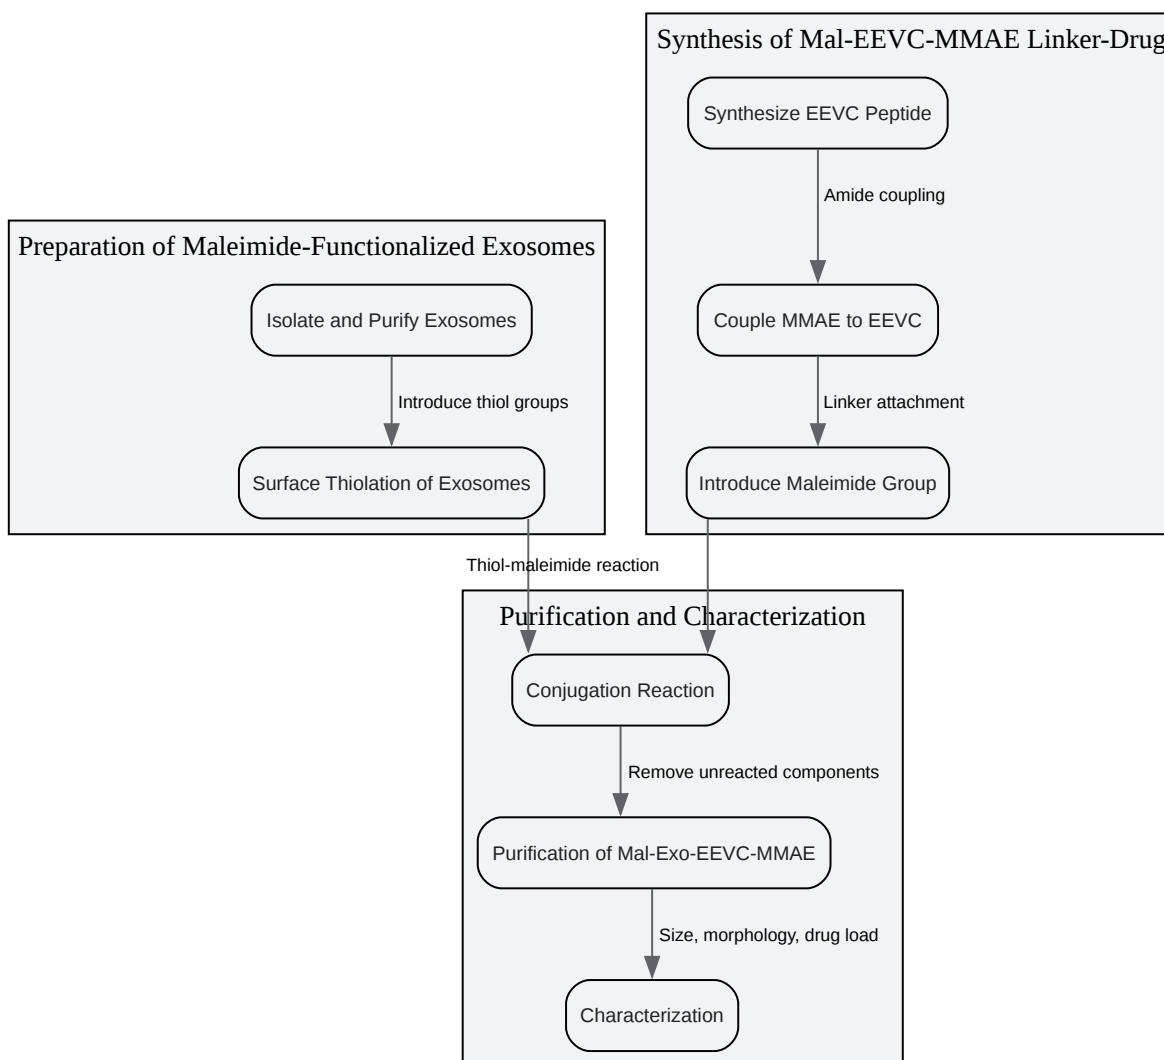 Synthesis of Mal-EEVC-MMAE Linker-Drug
Synthesize EEVC Peptide
Amide coupling
Preparation of Maleimide-Functionalized Exosomes
Isolate and Purify Exosomes
Couple MMAE to EEVC
Introduce thiol groups
Linker attachment
Surface Thiolation of Exosomes
Introduce Maleimide Group
Thiol-maleimide reaction
Purification and Characterization
Conjugation Reaction
Remove unreacted components
Purification of Mal-Exo-EEVC-MMAE
Size, morphology, drug load
Characterization